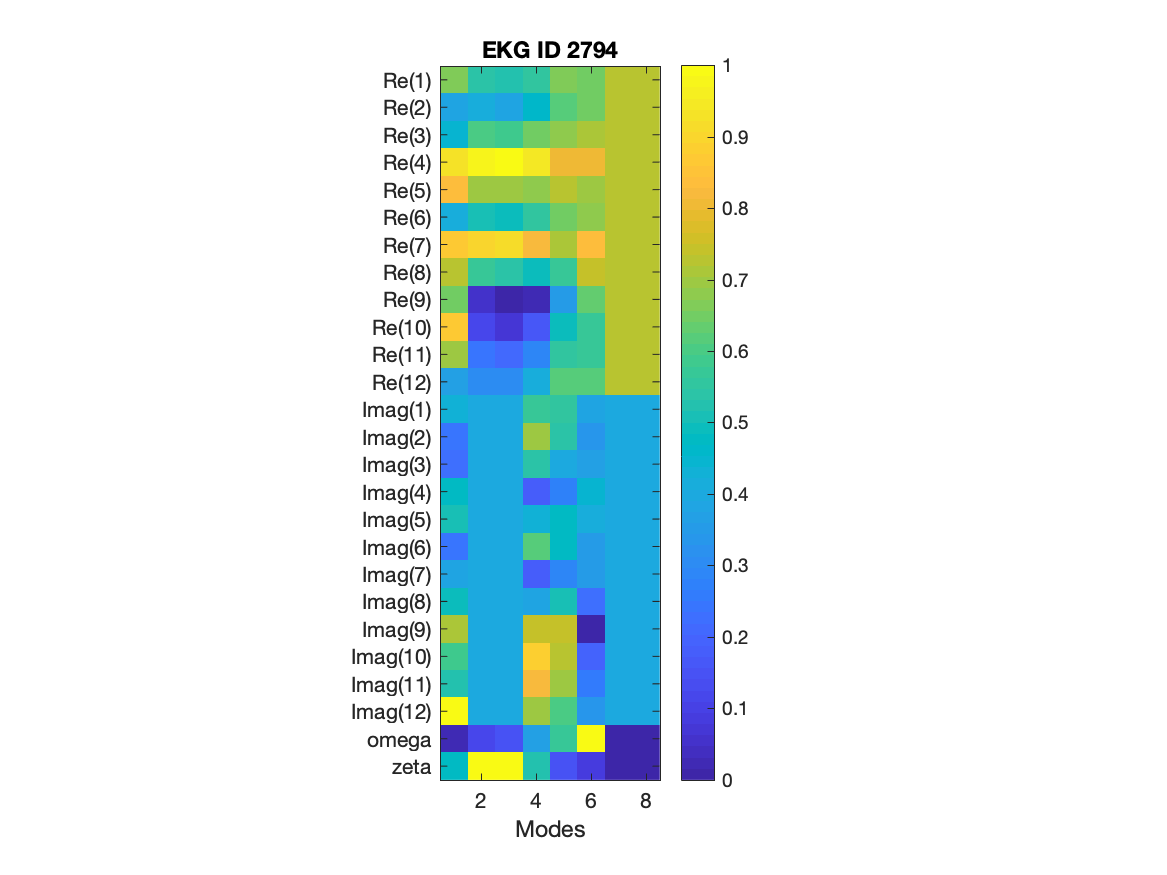 EKG ID 2794
Re(1)
Re(2)
Re(3)
Re(4)
Re(5)
Re(6)
Re(7)
Re(8)
Re(9)
Re(10)
Re(11)
Re(12)
Imag(1)
Imag(2)
Imag(3)
Imag(4)
Imag(5)
Imag(6)
Imag(7)
Imag(8)
Imag(9)
Imag(10)
Imag(11)
Imag(12)
omega
zeta
2 4 6 8
Modes
1
0.9
0.8
0.7
0.6
0.5
0.4
0.3
0.2
0.1
0